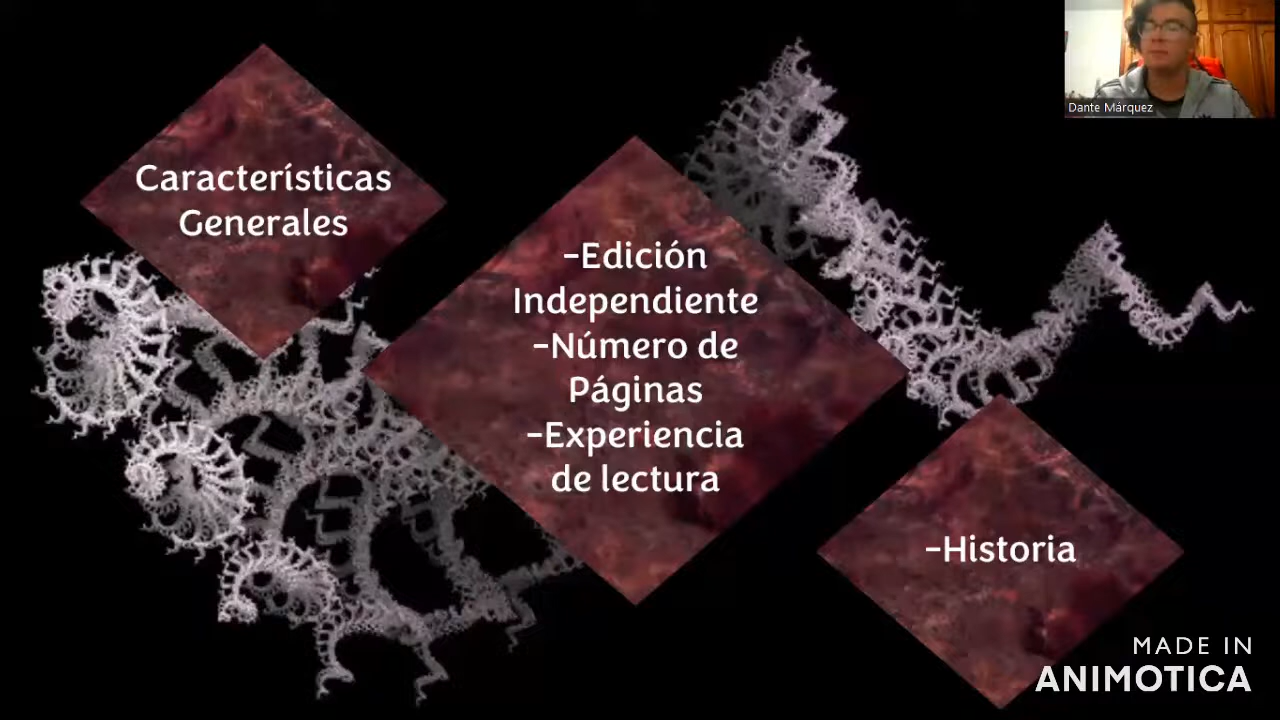 Características
Generales
-Edición
Independiente
-Número de
Páginas
-Experiencia
de lectura
-Historia
Dante Márquez
MADE IN
ANIMOTICA